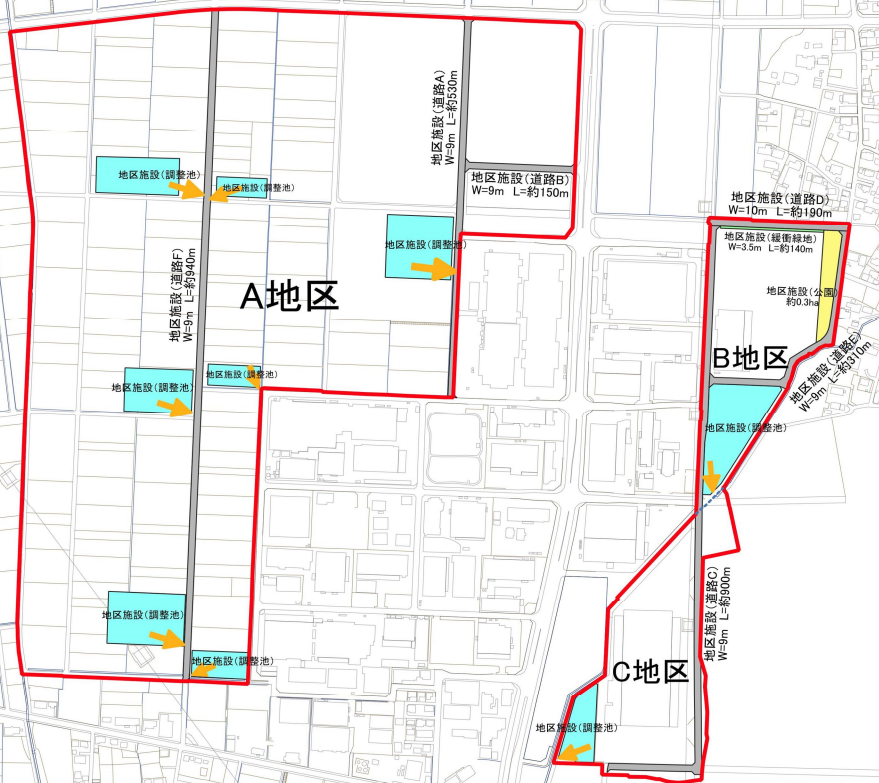 地区施設(道路A)
W=9m L=約530m
地区施設(道路B)
W=9m L=約150m
地区施設(調整池)
地区施設(調整池)
地区施設(道路D)
W=10m L=約190m
地区施設(緩衝緑地)
W=3.5m L=約140m
地区施設(調整池)
地区施設(道路F)
W=9m L=約940m
A地区
地区施設(公園)
約0.3ha
B地区
地区施設(道路E)
W=9m L=約310m
地区施設(調整池)
地区施設(調整池)
地区施設(調整池)
地区施設(道路C)
W=9m L=約900m
地区施設(調整池)
地区施設(調整池)
C地区
地区施設(調整池)